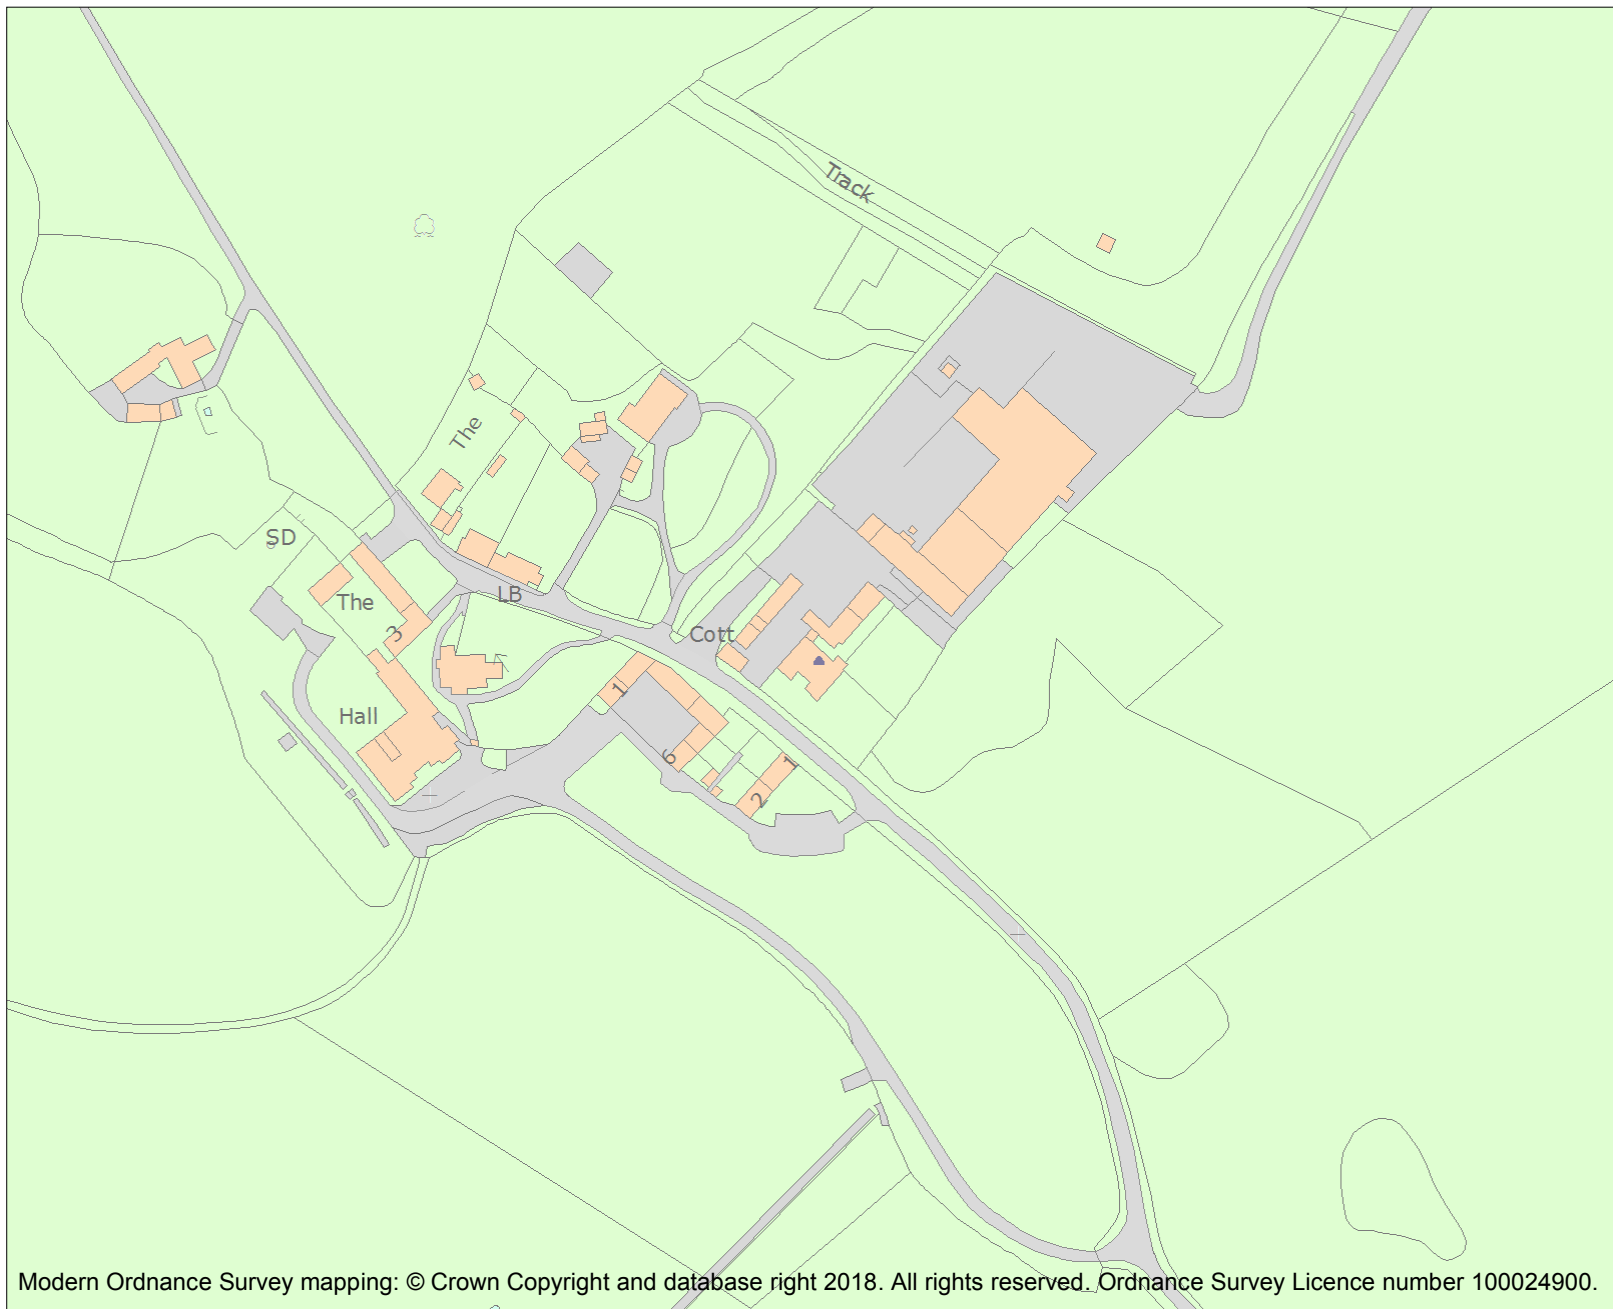 Track
The
SD
The
LB
3
Cott
1
Hall
6
1
2
Modern Ordnance Survey mapping: © Crown Copyright and database right 2018. All rights reserved. Ordnance Survey Licence number 100024900.